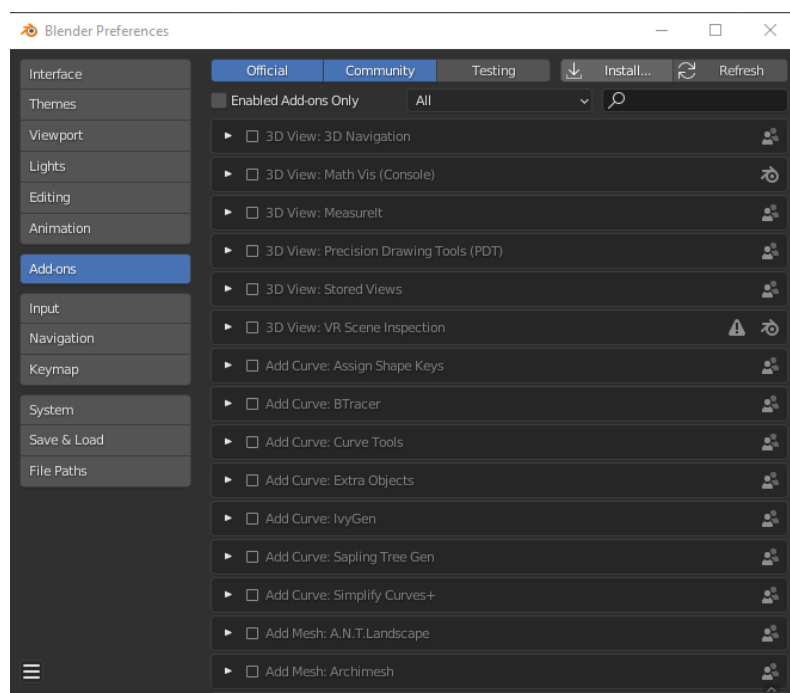 Blender Preferences
Interface
Themes
Viewport
Lights
Editing
Animation
Add-ons
Input
Navigation
Keymap
System
Save & Load
File Paths
Official Community Testing Install... Refresh
Enabled Add-ons Only All
3D View: 3D Navigation
3D View: Math Vis (Console)
3D View: MeasureIt
3D View: Precision Drawing Tools (PDT)
3D View: Stored Views
3D View: VR Scene Inspection
Add Curve: Assign Shape Keys
Add Curve: BTracer
Add Curve: Curve Tools
Add Curve: Extra Objects
Add Curve: IvyGen
Add Curve: Sapling Tree Gen
Add Curve: Simplify Curves+
Add Mesh: A.N.T.Landscape
Add Mesh: Archimesh